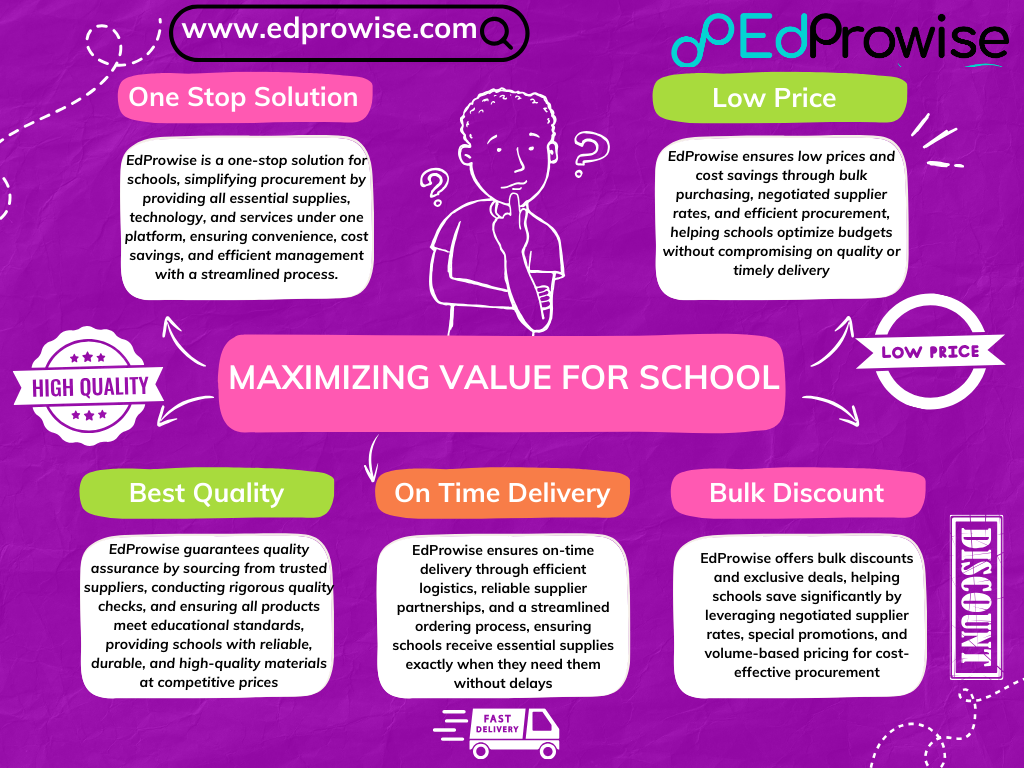 www.edprowise.com
EdProwise
One Stop Solution
EdProwise is a one-stop solution for
schools, simplifying procurement by
providing all essential supplies,
technology, and services under one
platform, ensuring convenience, cost
savings, and efficient management
with a streamlined process.
?
?
Low Price
EdProwise ensures low prices and
cost savings through bulk
purchasing, negotiated supplier
rates, and efficient procurement,
helping schools optimize budgets
without compromising on quality or
timely delivery
HIGH QUALITY
MAXIMIZING VALUE FOR SCHOOL
LOW PRICE
Best Quality
EdProwise guarantees quality
assurance by sourcing from trusted
suppliers, conducting rigorous quality
checks, and ensuring all products
meet educational standards,
providing schools with reliable,
durable, and high-quality materials
at competitive prices
On Time Delivery
EdProwise ensures on-time
delivery through efficient
logistics, reliable supplier
partnerships, and a streamlined
ordering process, ensuring
schools receive essential supplies
exactly when they need them
without delays
FAST
DELIVERY
Bulk Discount
EdProwise offers bulk discounts
and exclusive deals, helping
schools save significantly by
leveraging negotiated supplier
rates, special promotions, and
volume-based pricing for cost-
effective procurement
DISCOUNT